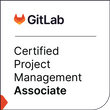 GitLab
Certified
Project
Management
Associate